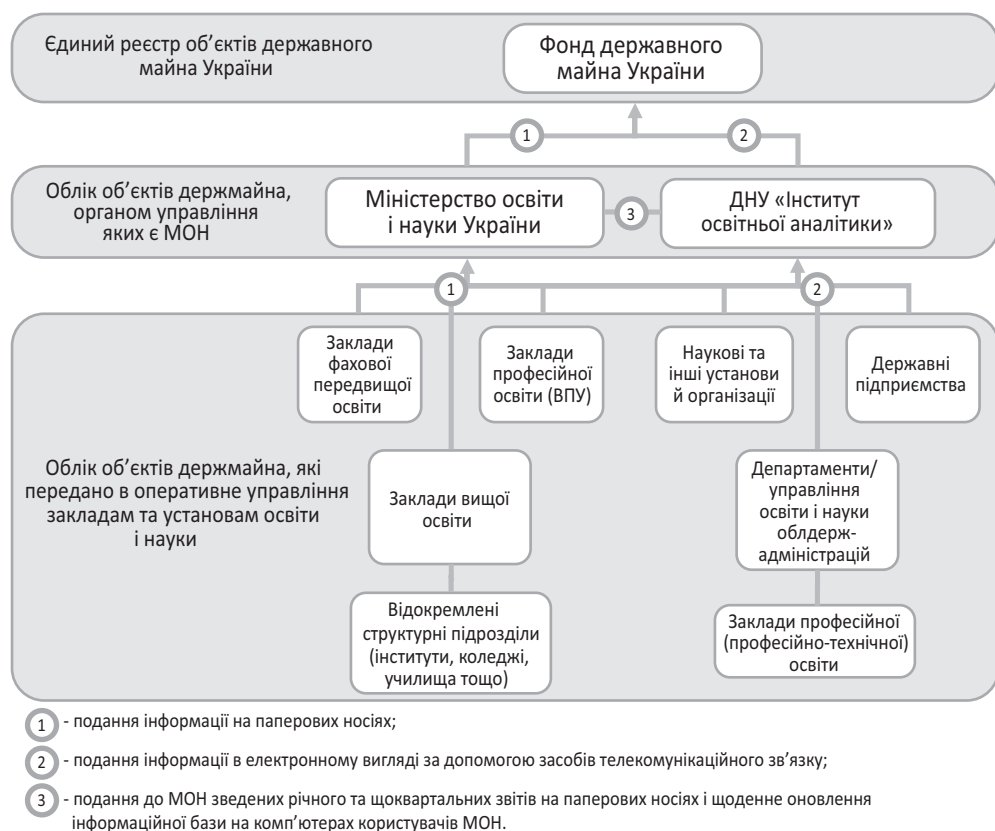 Єдиний реєстр об’єктів державного
майна України
Фонд державного
майна України
1
2
Облік об’єктів держмайна,
органом управління
яких є МОН
Міністерство освіти
і науки України
3
ДНУ «Інститут
освітньої аналітики»
1
2
Заклади
фахової
передвищої
освіти
Заклади
професійної
освіти (ВПУ)
Наукові та
інші установи
й організації
Державні
підприємства
Облік об’єктів держмайна, які
передано в оперативне управління
закладам та установам освіти
і науки
Заклади вищої
освіти
Департаменти/
управління
освіти і науки
облдерж-
адміністрацій
Відокремлені
структурні підрозділи
(інститути, коледжі,
училища тощо)
Заклади професійної
(професійно-технічної)
освіти
1 - подання інформації на паперових носіях;
2 - подання інформації в електронному вигляді за допомогою засобів телекомунікаційного зв’язку;
3 - подання до МОН зведених річного та щоквартальних звітів на паперових носіях і щоденне оновлення
інформаційної бази на комп’ютерах користувачів МОН.